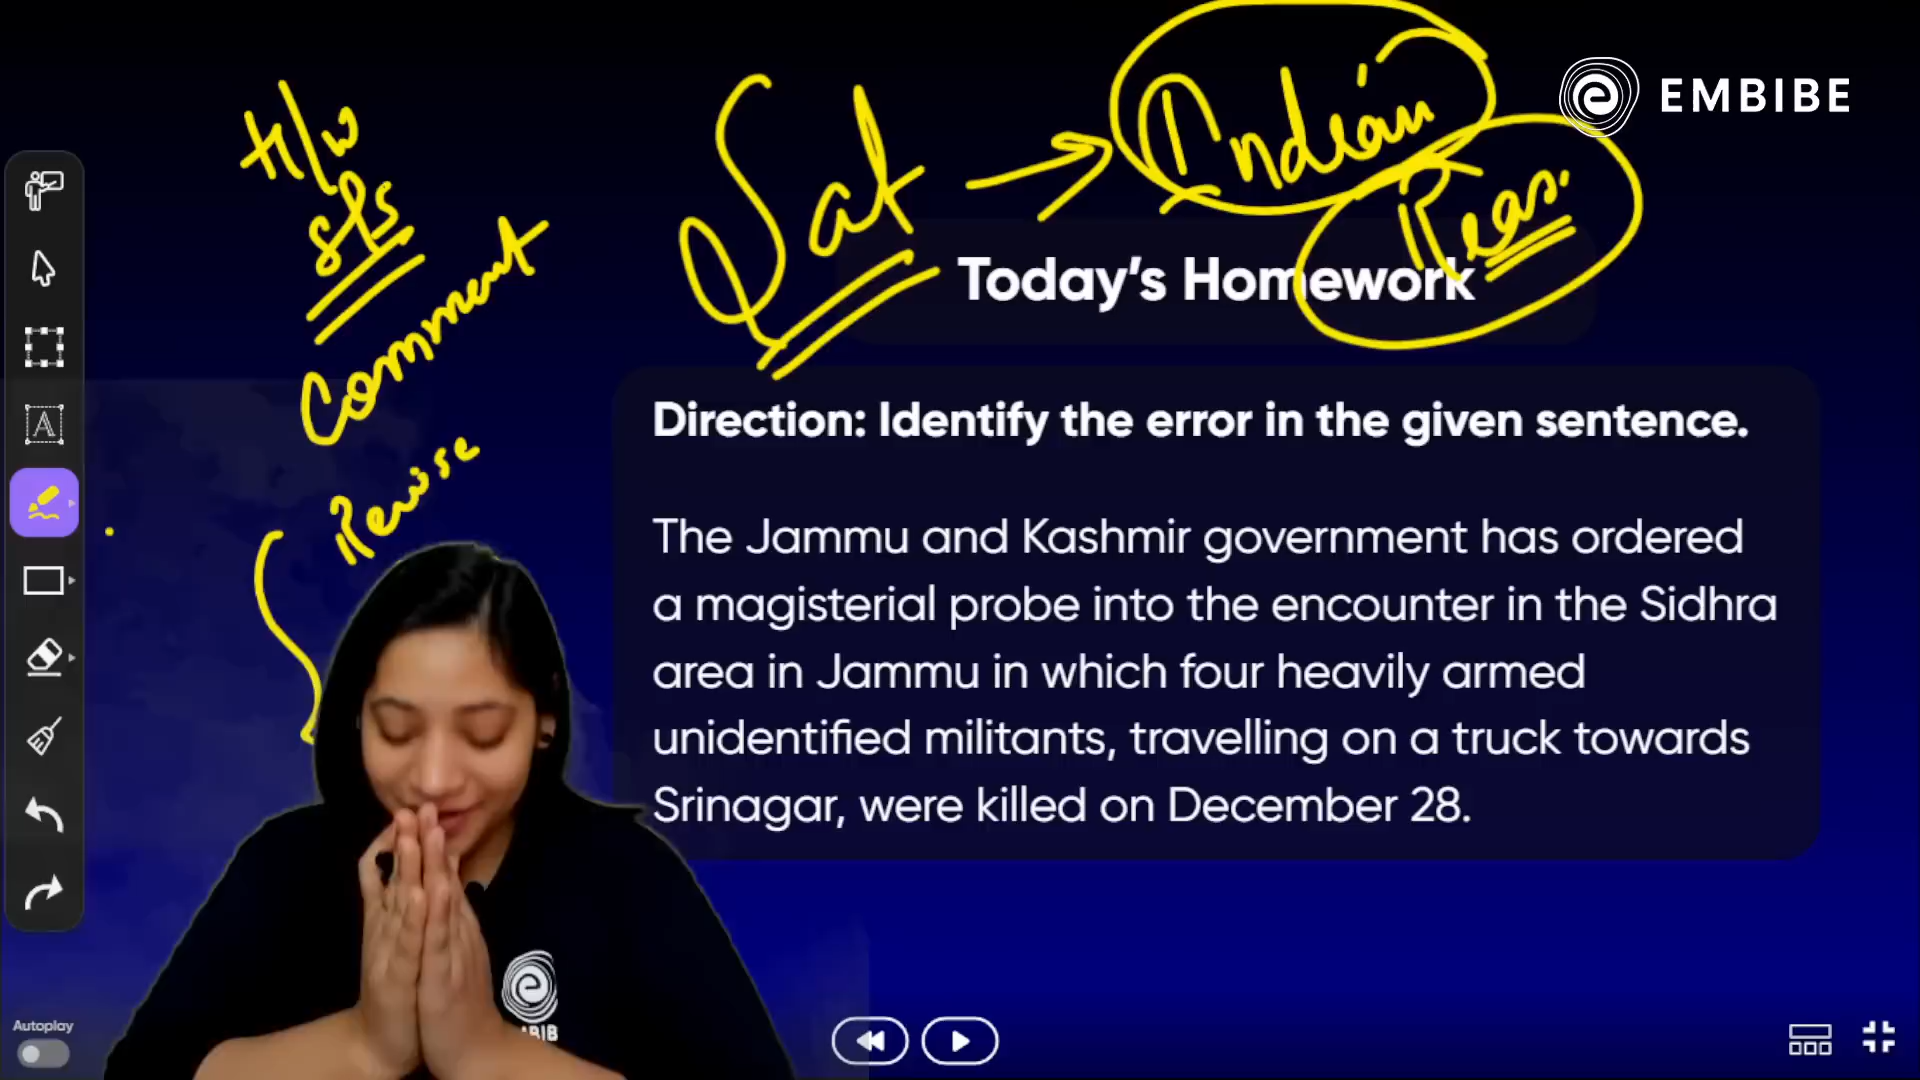 EMBIBE
H/w
Sat → Indian
Reas.
Comment
Revise
Today's Homework
Direction: Identify the error in the given sentence.
The Jammu and Kashmir government has ordered
a magisterial probe into the encounter in the Sidhra
area in Jammu in which four heavily armed
unidentified militants, travelling on a truck towards
Srinagar, were killed on December 28.
A
Autoplay